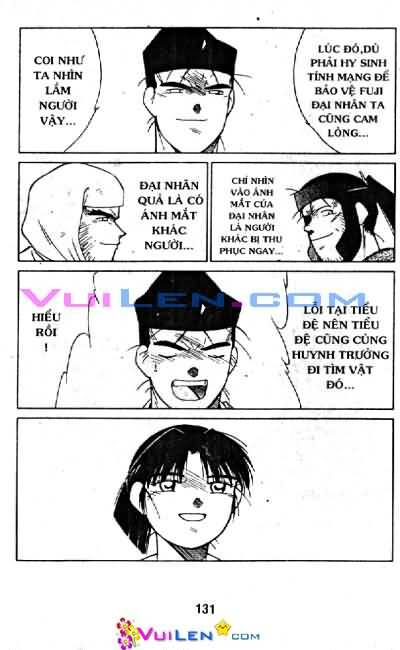 COI NHƯ
TA NHÌN
LẦM
NGƯỜI
VẬY...
LÚC ĐÓ,DÙ
PHẢI HY SINH
TÍNH MẠNG ĐỂ
BẢO VỆ FUJI
ĐẠI NHÂN TA
CŨNG CAM
LÒNG...
ĐẠI NHÂN
QUẢ LÀ CÓ
ÁNH MẮT
KHÁC
NGƯỜI...
CHỈ NHÌN
VÀO ÁNH
MẮT CỦA
ĐẠI NHÂN
LÀ NGƯỜI
KHÁC BỊ THU
PHỤC NGAY...
VUILEN.COM
HIỂU
RỒI
!
LỖI TẠI TIỂU
ĐỆ NÊN TIỂU
ĐỆ CŨNG CÙNG
HUYNH TRƯỞNG
ĐI TÌM VẬT
ĐÓ...
131
VUILEN.COM